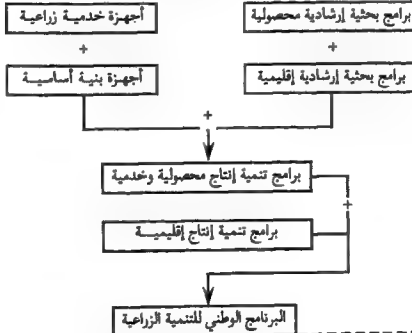 برامج بحثية إرشادية محصولية
أجهزة خدمية زراعية
+
+
برامج بحثية إرشادية إقليمية
أجهزة بنية أساسية
+
برامج تنمية إنتاج محصولية وخدمية
+
برامج تنمية إنتاج إقليمية
البرنامج الوطني للتنمية الزراعية